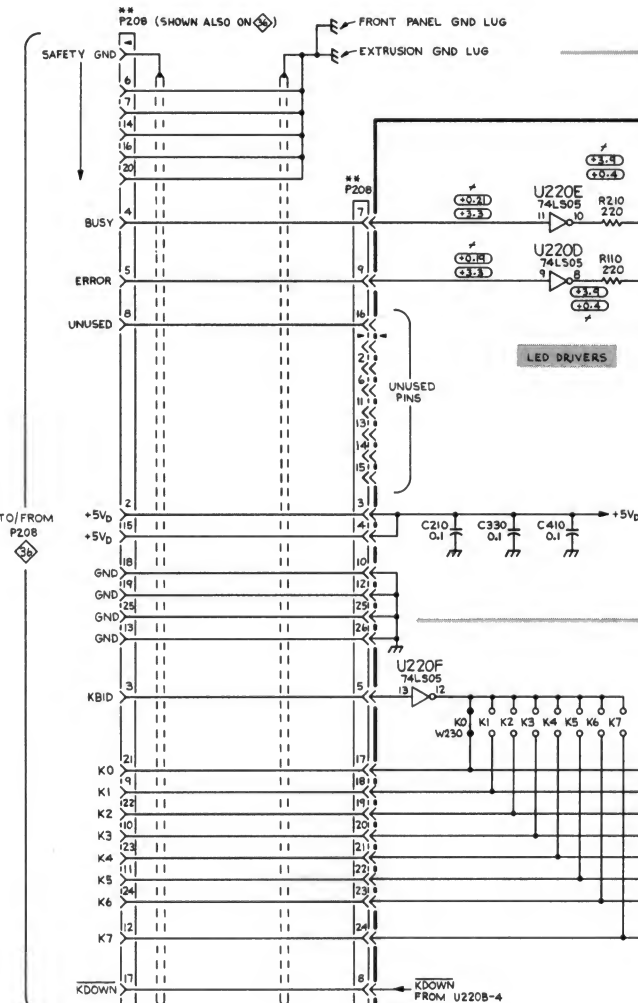 **
P208 (SHOWN ALSO ON 36)
FRONT PANEL GND LUG
EXTRUSION GND LUG
SAFETY GND
6
7
14
16
20
**
P208
BUSY 4 7
≠
+0.21
+3.3
U220E
74LS05
11 10
≠
+3.9
+0.4
R210
220
ERROR 5 9
≠
+0.19
+3.3
U220D
74LS05
9 8
+3.9
+0.4
≠
R110
220
UNUSED 8 16
LED DRIVERS
1
2
6
11
13
14
15
UNUSED
PINS
TO/FROM
P208
36
+5VD 2 3
+5VD 15 4
C210
0.1
C330
0.1
C410
0.1
+5VD
GND 18 10
GND 19 12
GND 25 25
GND 13 26
KBID 3 5
U220F
74LS05
13 12
K0 K1 K2 K3 K4 K5 K6 K7
W230
K0 21 17
K1 9 18
K2 22 19
K3 10 20
K4 23 21
K5 11 22
K6 24 23
K7 12 24
KDOWN 17 8
KDOWN
FROM U220B-4